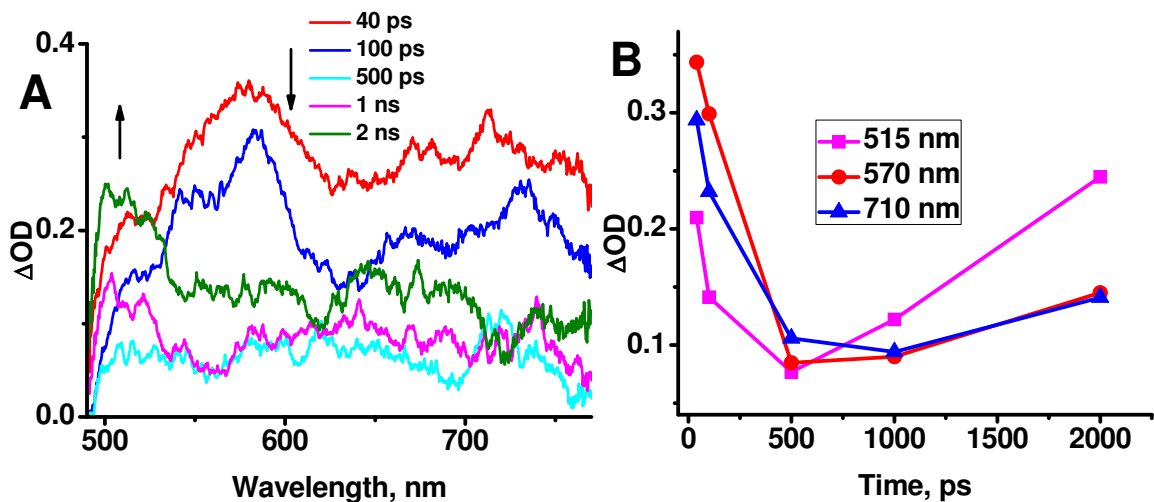 A
40 ps
100 ps
500 ps
1 ns
2 ns
0.4
0.2
0.0
500
600
700
ΔOD
Wavelength, nm
B
515 nm
570 nm
710 nm
0.3
0.2
0.1
0
500
1000
1500
2000
ΔOD
Time, ps